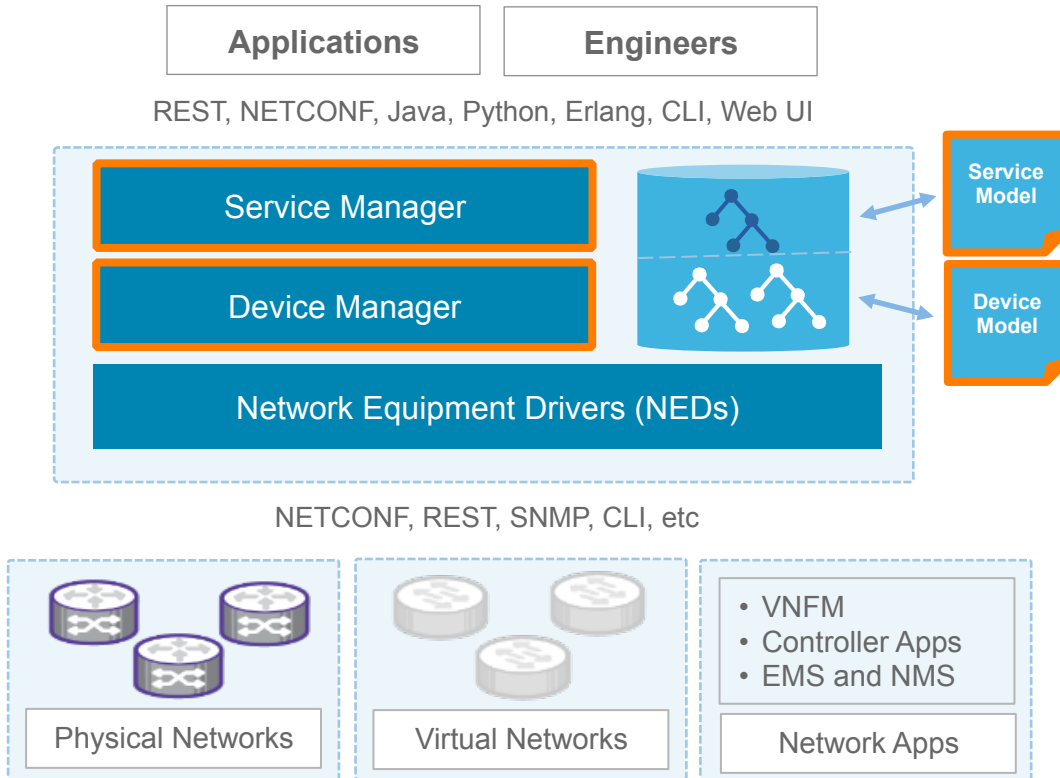 Applications
Engineers
REST, NETCONF, Java, Python, Erlang, CLI, Web UI
Service Manager
Service
Model
Device Manager
Device
Model
Network Equipment Drivers (NEDs)
NETCONF, REST, SNMP, CLI, etc
• VNFM
• Controller Apps
• EMS and NMS
Physical Networks
Virtual Networks
Network Apps